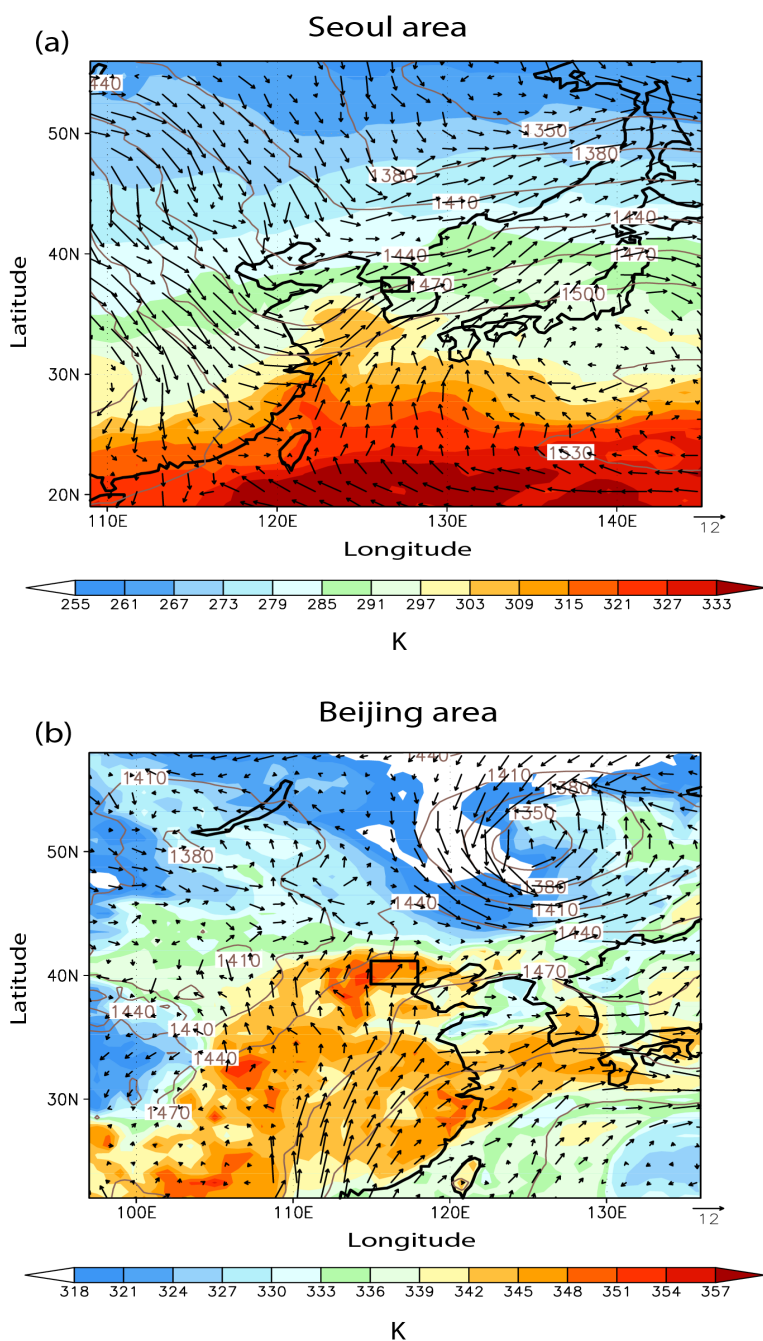 Seoul area
(a)
440
50N
1350
1380
1380
1410
1440
40N
1440
1470
1470
1500
30N
1530
20N
Latitude
110E 120E 130E 140E
12
Longitude
255 261 267 273 279 285 291 297 303 309 315 321 327 333
K
Beijing area
(b)
1440
1410
1410
1380
1350
50N
1380
1380
1440
1410
1440
1410
40N
1470
1440
1410
1440
30N
1470
Latitude
100E 110E 120E 130E
12
Longitude
318 321 324 327 330 333 336 339 342 345 348 351 354 357
K